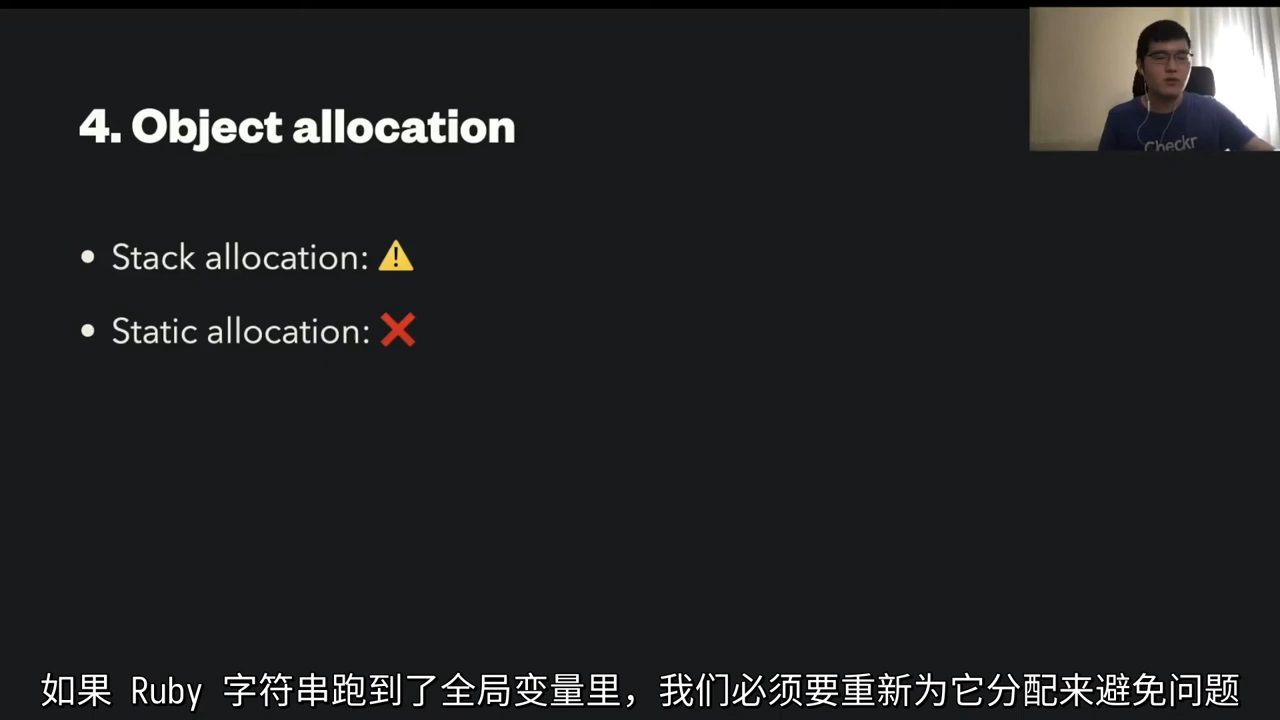 4. Object allocation
Checkr
• Stack allocation: ⚠️
• Static allocation: ❌
如果 Ruby 字符串跑到了全局变量里，我们必须要重新为它分配来避免问题